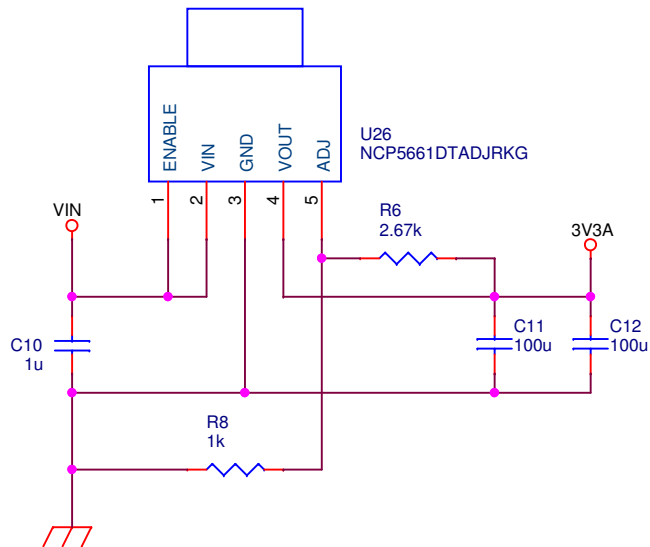 ENABLE
VIN
GND
VOUT
ADJ
1
2
3
4
5
U26
NCP5661DTADJRKG
VIN
R6
2.67k
3V3A
C10
1u
C11
100u
C12
100u
R8
1k